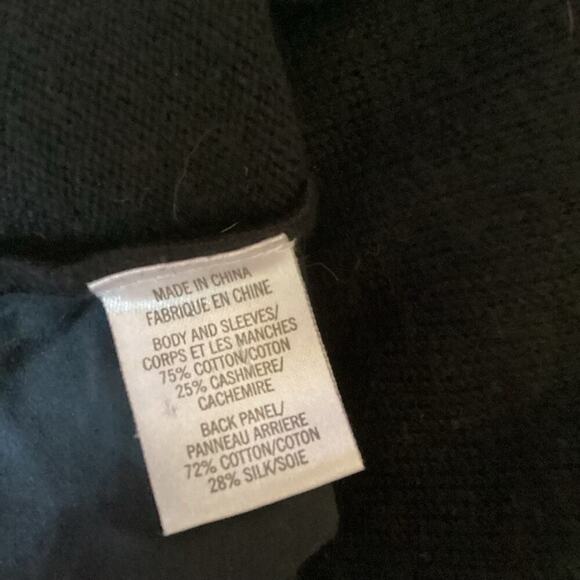 MADE IN CHINA
FABRIQUE EN CHINE
BODY AND SLEEVES/
CORPS ET LES MANCHES
75% COTTON/COTON
25% CASHMERE/
CACHEMIRE
BACK PANEL/
PANNEAU ARRIERE
72% COTTON/COTON
28% SILK/SOIE